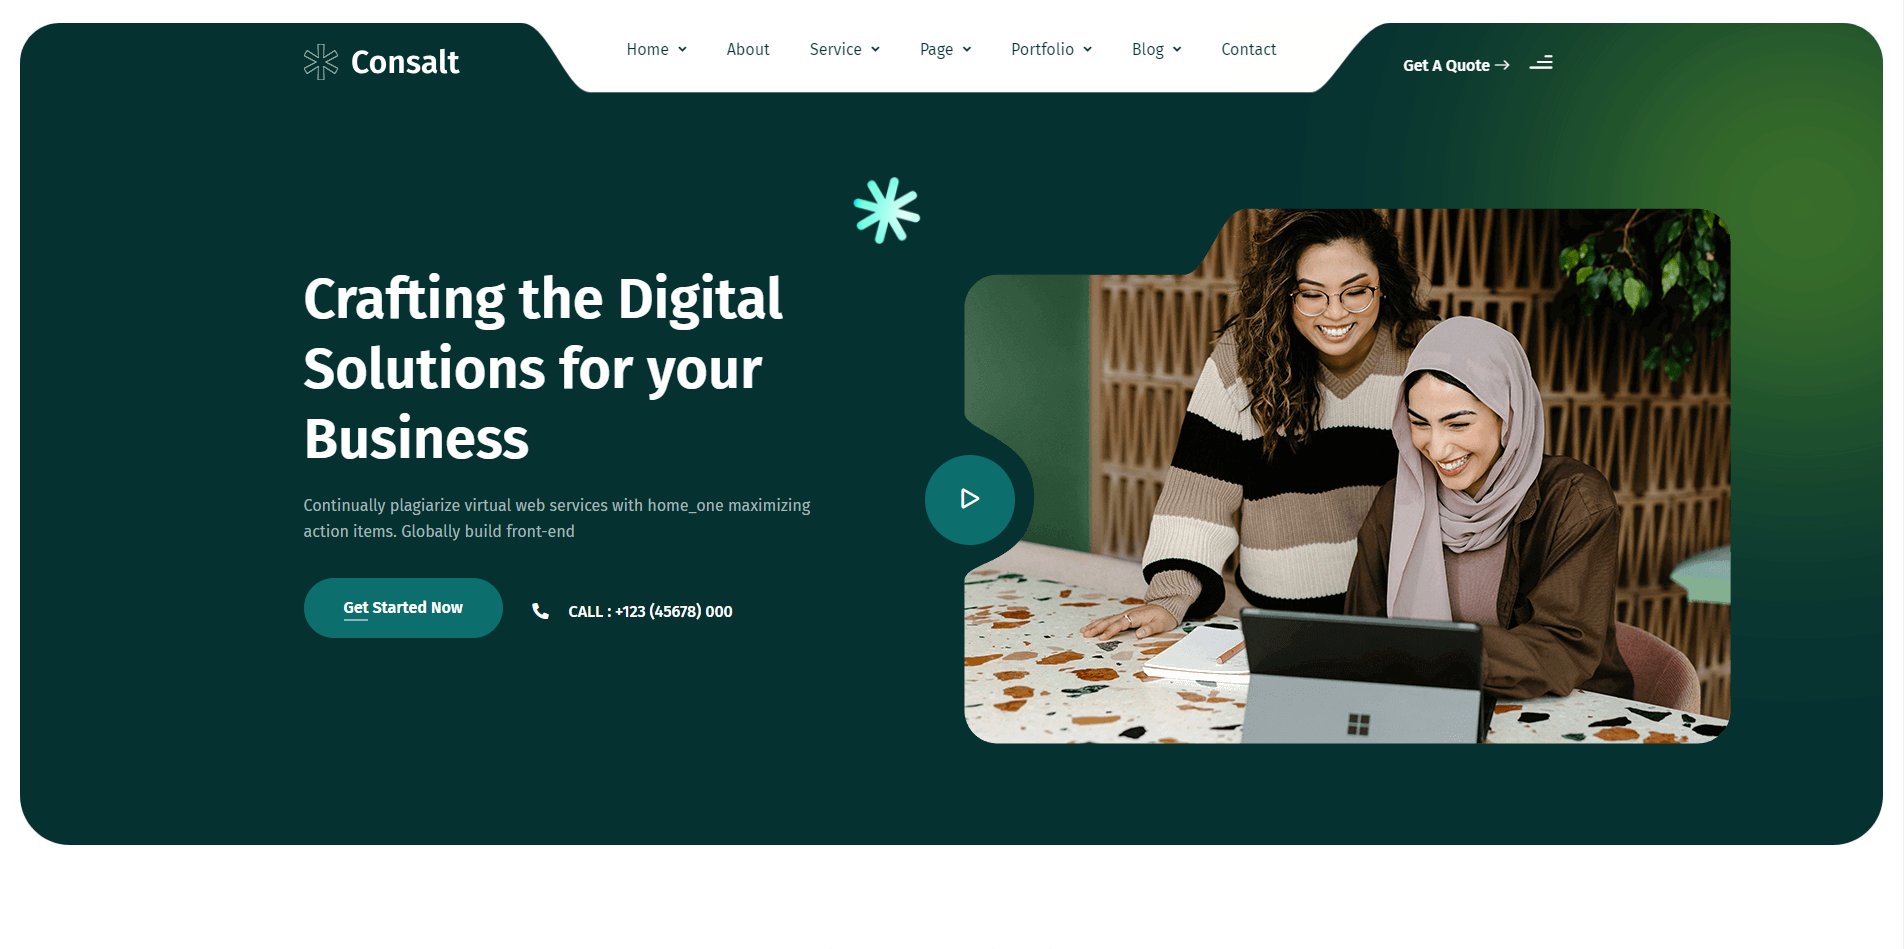 Consalt
Home About Service Page Portfolio Blog Contact
Get A Quote
Crafting the Digital
Solutions for your
Business
Continually plagiarize virtual web services with home_one maximizing
action items. Globally build front-end
Get Started Now
CALL : +123 (45678) 000